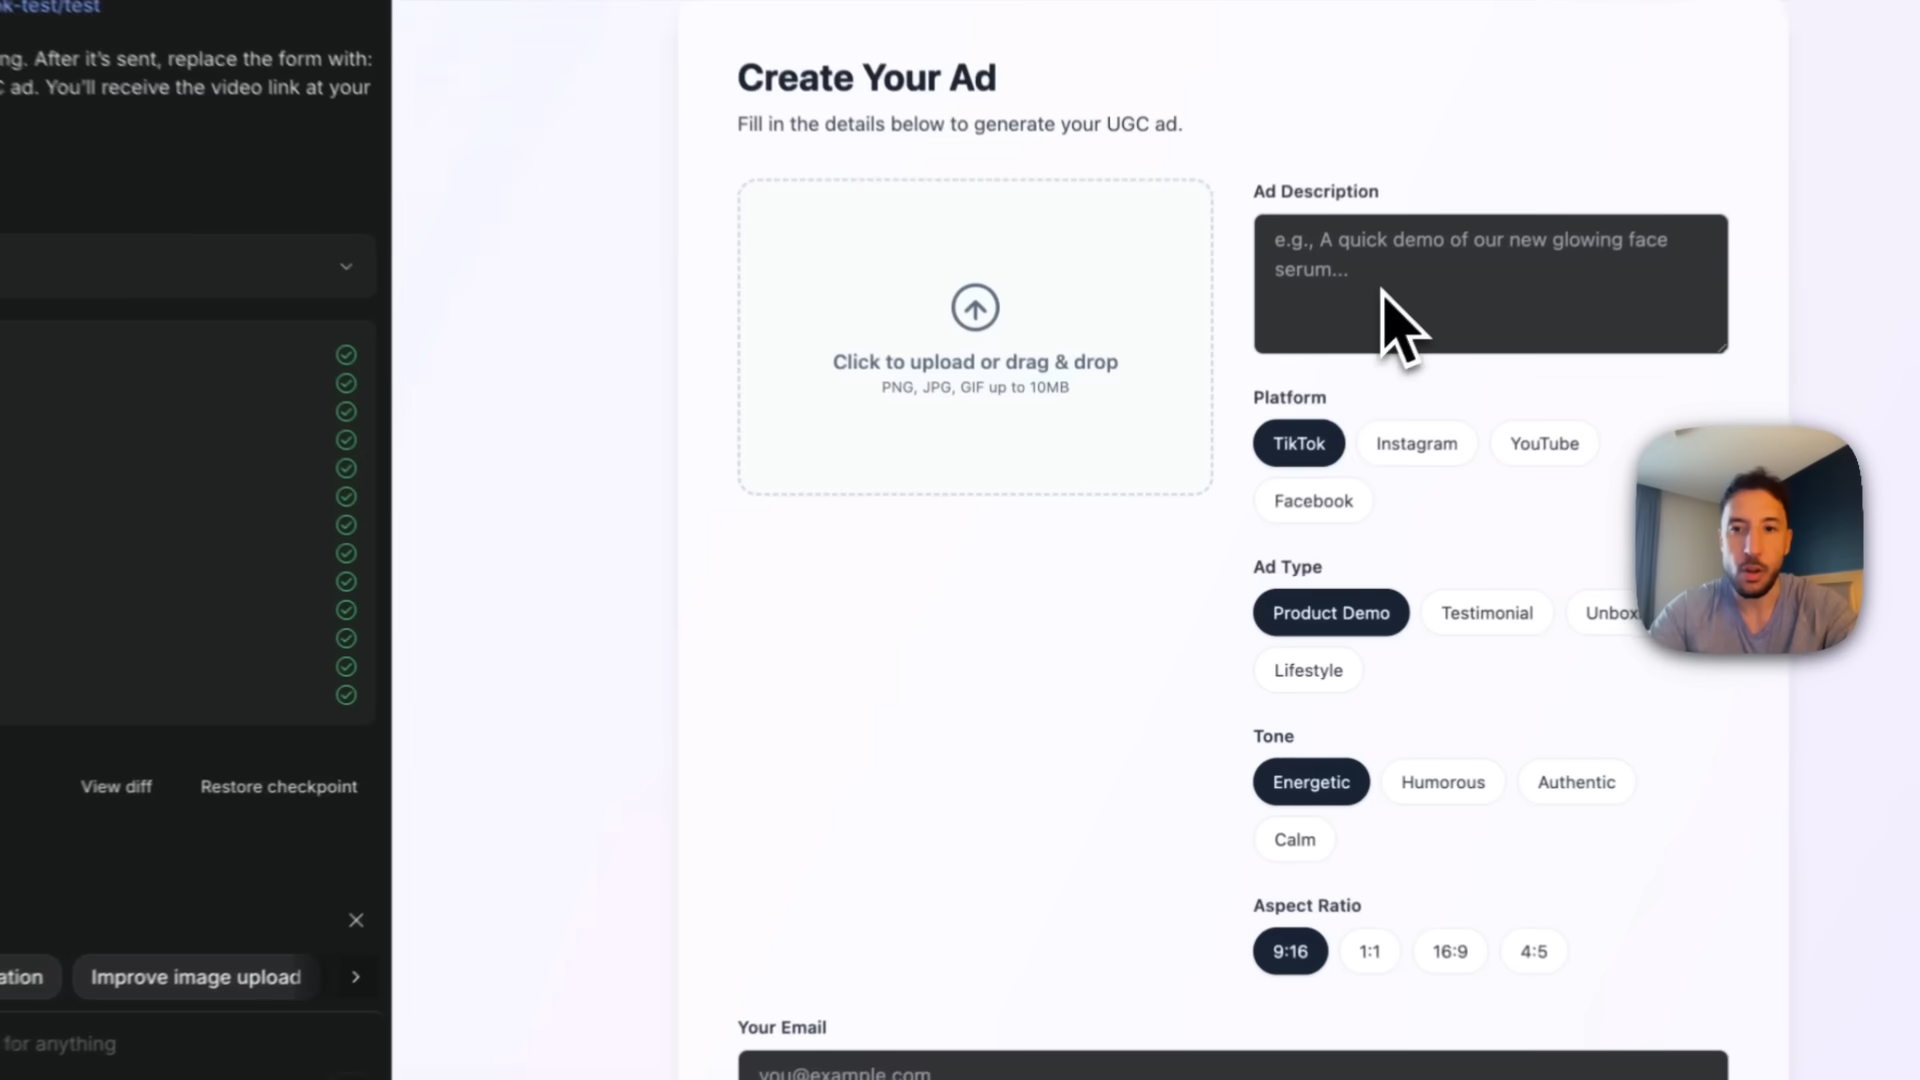 k-test/test
ng. After it's sent, replace the form with:
C ad. You'll receive the video link at your
View diff
Restore checkpoint
ation
Improve image upload
for anything
Create Your Ad
Fill in the details below to generate your UGC ad.
Click to upload or drag & drop
PNG, JPG, GIF up to 10MB
Ad Description
e.g., A quick demo of our new glowing face
serum...
Platform
TikTok
Instagram
YouTube
Facebook
Ad Type
Product Demo
Testimonial
Unbox
Lifestyle
Tone
Energetic
Humorous
Authentic
Calm
Aspect Ratio
9:16
1:1
16:9
4:5
Your Email
you@example.com